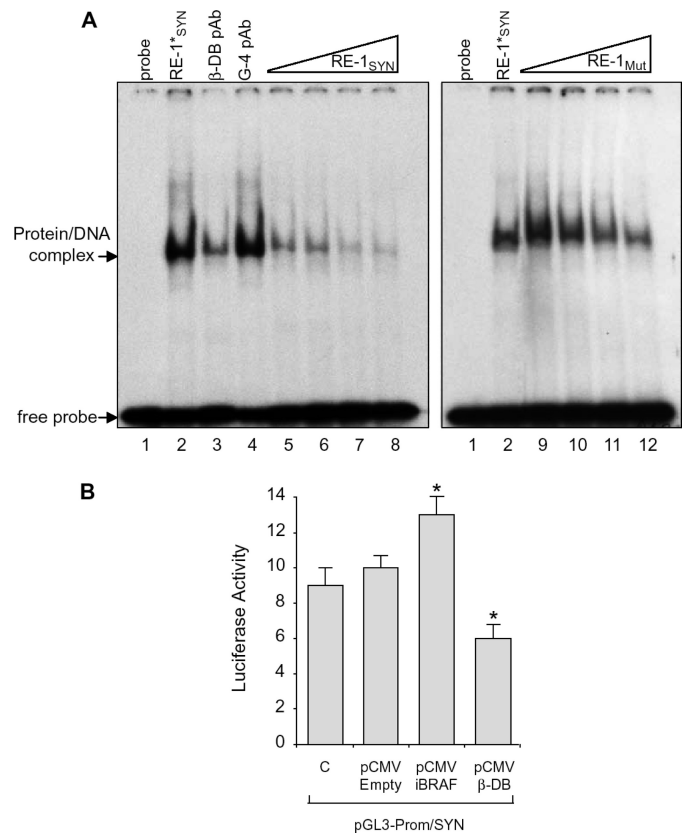 A
probe
RE-1*SYN
β-DB pAb
G-4 pAb
RE-1SYN
probe
RE-1*SYN
RE-1Mut
Protein/DNA
complex
free probe
1 2 3 4 5 6 7 8
1 2 9 10 11 12
B
Luciferase Activity
14
12
10
8
6
4
2
0
* *
C
pCMV
Empty
pCMV
iBRAF
pCMV
β-DB
pGL3-Prom/SYN